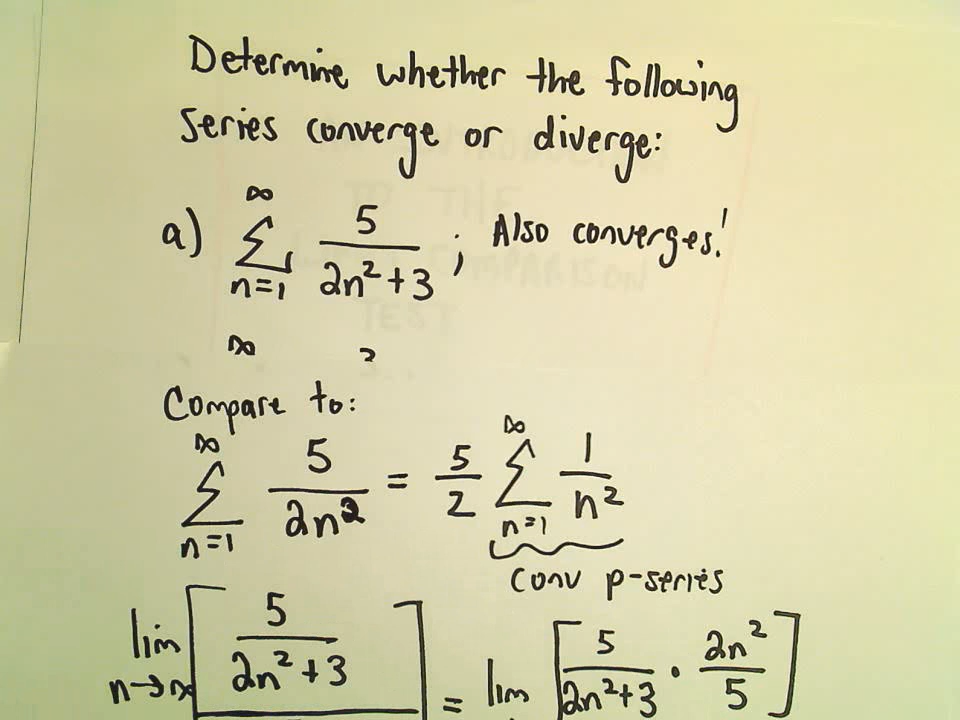 Determine whether the following
series converge or diverge:
a) ∞ ∑ n=1 5/(2n²+3) ; Also converges!
∞ 3
Compare to:
∞ ∑ n=1 5/(2n²) = 5/2 ∞ ∑ n=1 1/n²
conv p-series
lim n→∞ [ 5/(2n²+3) ] = lim [ 5/(2n²+3) · 2n²/5 ]